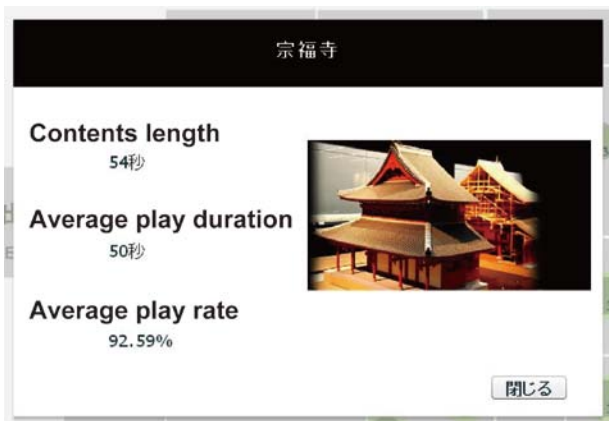 宗福寺
Contents length
54秒
Average play duration
50秒
Average play rate
92.59%
閉じる